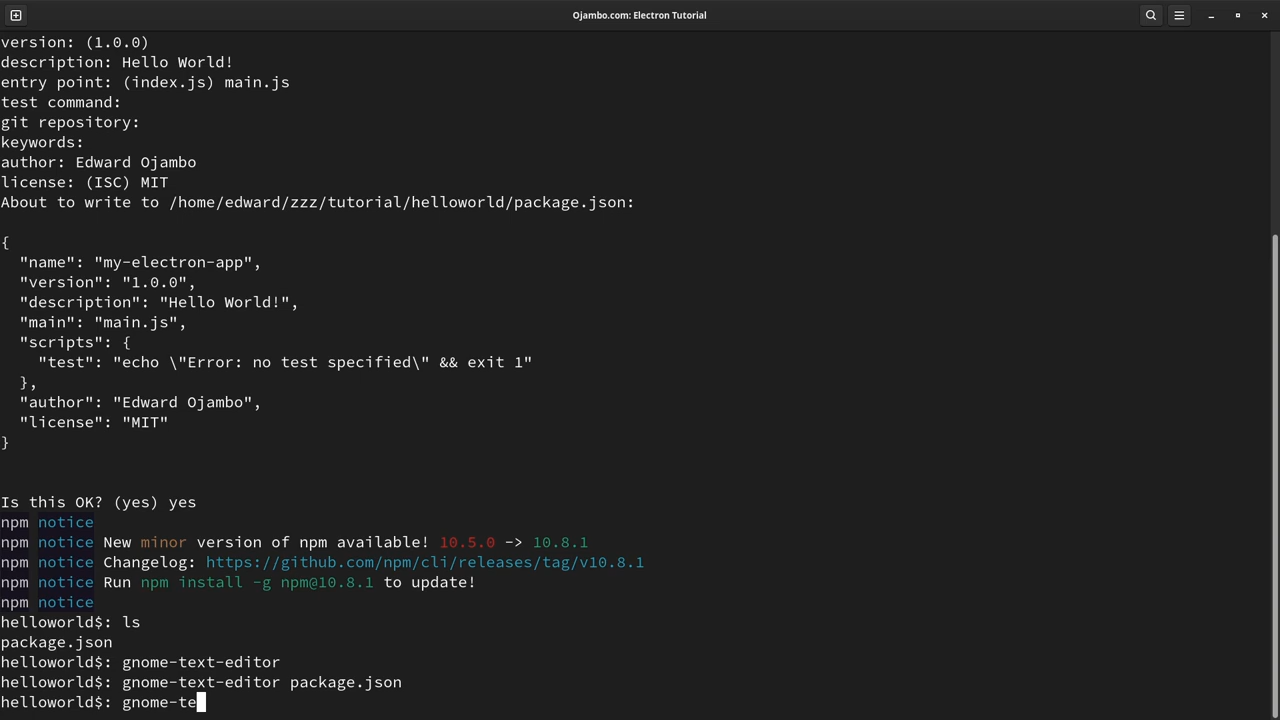 Ojambo.com: Electron Tutorial
version: (1.0.0)
description: Hello World!
entry point: (index.js) main.js
test command:
git repository:
keywords:
author: Edward Ojambo
license: (ISC) MIT
About to write to /home/edward/zzz/tutorial/helloworld/package.json:
{
  "name": "my-electron-app",
  "version": "1.0.0",
  "description": "Hello World!",
  "main": "main.js",
  "scripts": {
    "test": "echo \"Error: no test specified\" && exit 1"
  },
  "author": "Edward Ojambo",
  "license": "MIT"
}
Is this OK? (yes) yes
npm notice
npm notice New minor version of npm available! 10.5.0 -> 10.8.1
npm notice Changelog: https://github.com/npm/cli/releases/tag/v10.8.1
npm notice Run npm install -g npm@10.8.1 to update!
npm notice
helloworld$: ls
package.json
helloworld$: gnome-text-editor
helloworld$: gnome-text-editor package.json
helloworld$: gnome-te